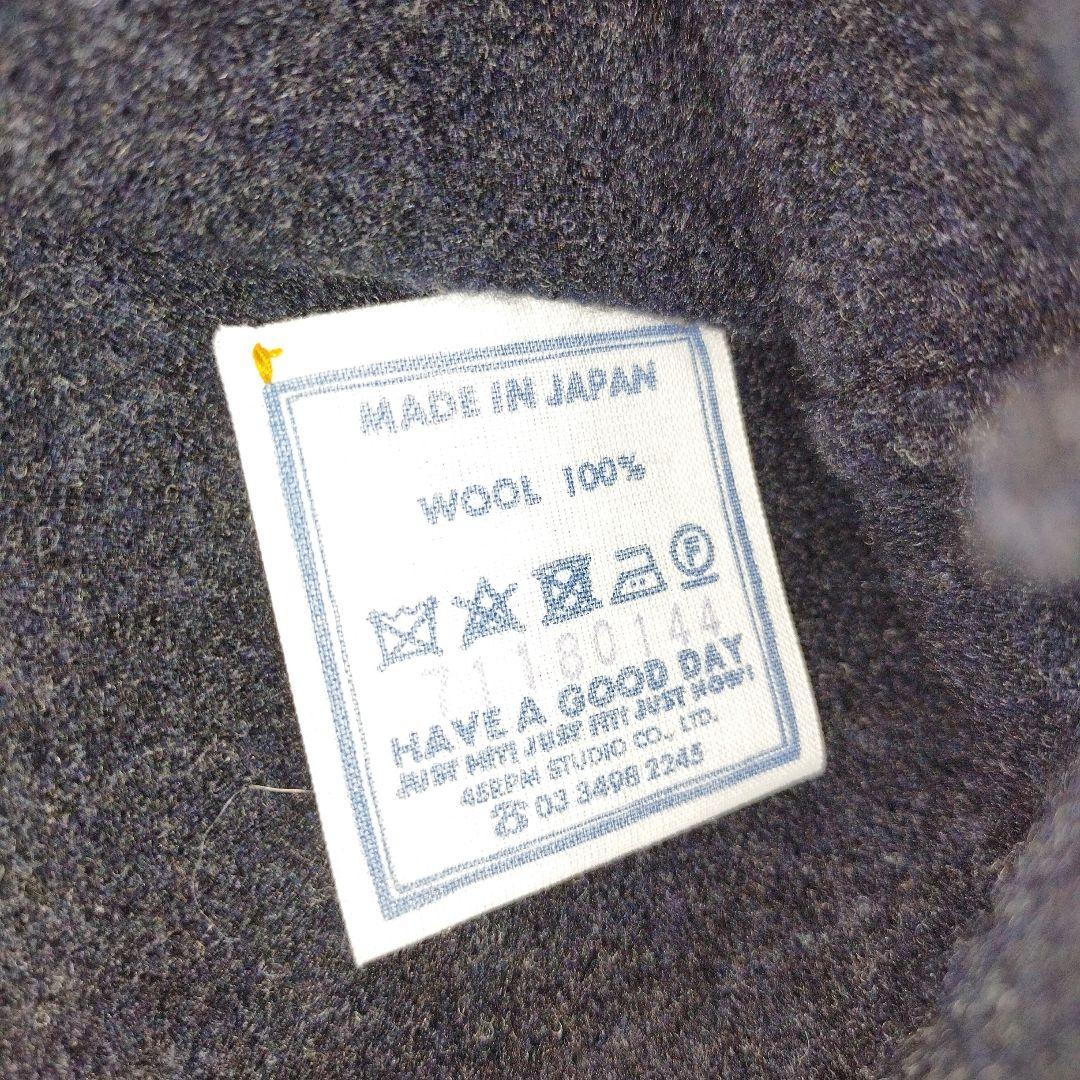 MADE IN JAPAN
WOOL 100%
F
71180144
HAVE A GOOD DAY
JUST HIT! JUST FIT! JUST NOW!
45RPM STUDIO CO., LTD.
☎ 03 3498 2245